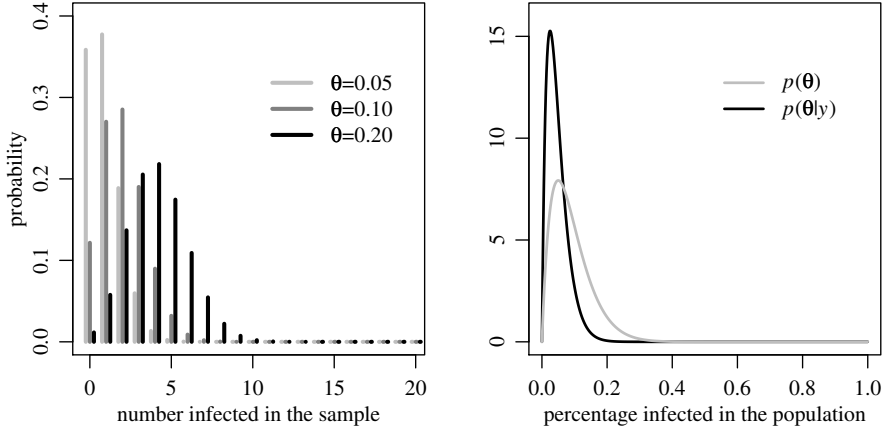 0.0 0.1 0.2 0.3 0.4
probability
θ=0.05
θ=0.10
θ=0.20
0 5 10 15 20
number infected in the sample
0 5 10 15
p(θ)
p(θ|y)
0.0 0.2 0.4 0.6 0.8 1.0
percentage infected in the population